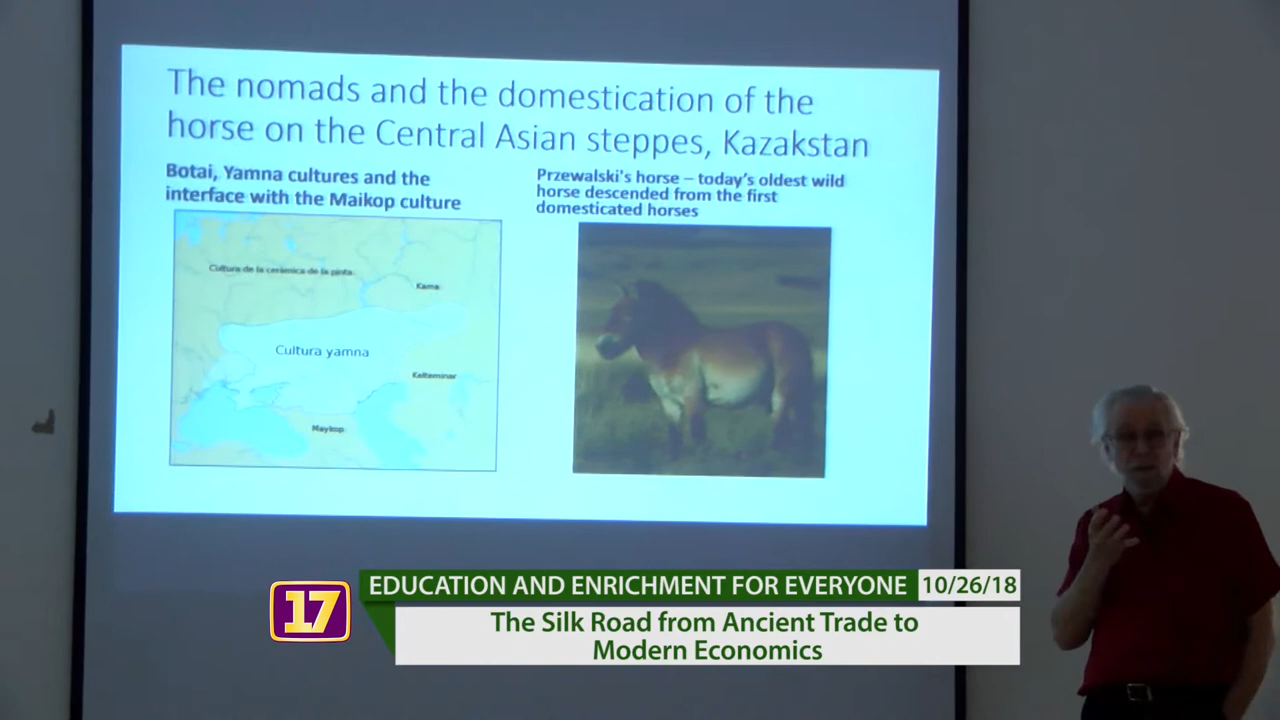 The nomads and the domestication of the
horse on the Central Asian steppes, Kazakstan
Botai, Yamna cultures and the
interface with the Maikop culture
Przewalski's horse – today's oldest wild
horse descended from the first
domesticated horses
Cultura de la ceràmica de la pinta
Kama
Cultura yamna
Kelteminar
Maykop
17
EDUCATION AND ENRICHMENT FOR EVERYONE
10/26/18
The Silk Road from Ancient Trade to
Modern Economics